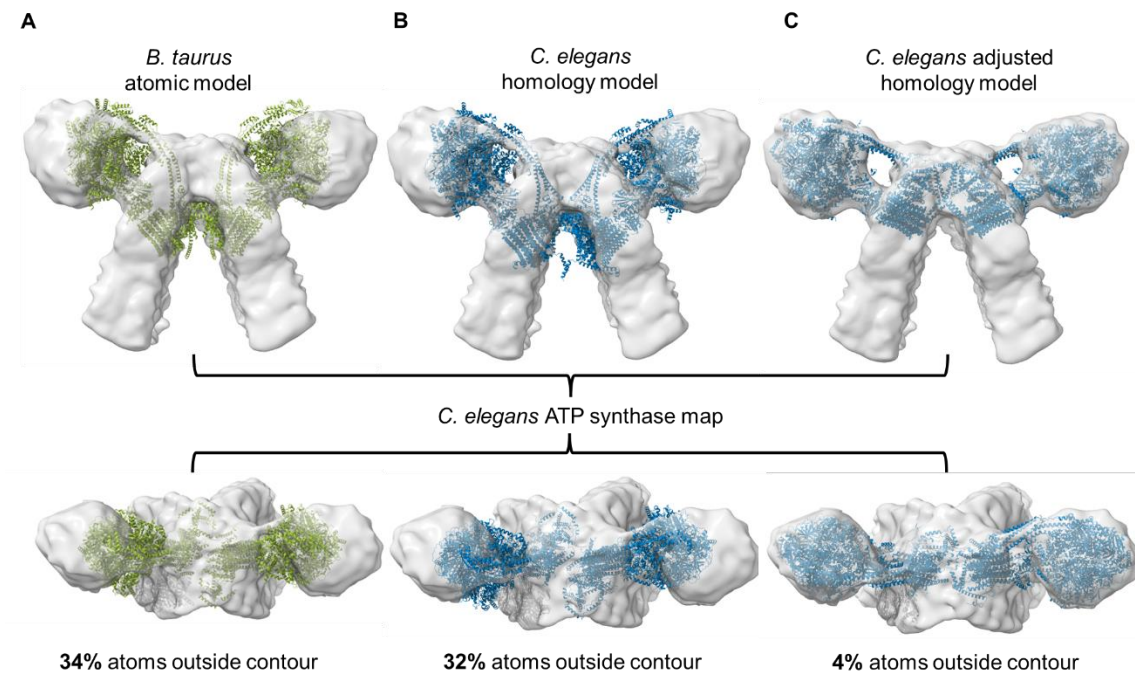 A
B. taurus
atomic model
B
C. elegans
homology model
C
C. elegans adjusted
homology model
C. elegans ATP synthase map
34% atoms outside contour
32% atoms outside contour
4% atoms outside contour